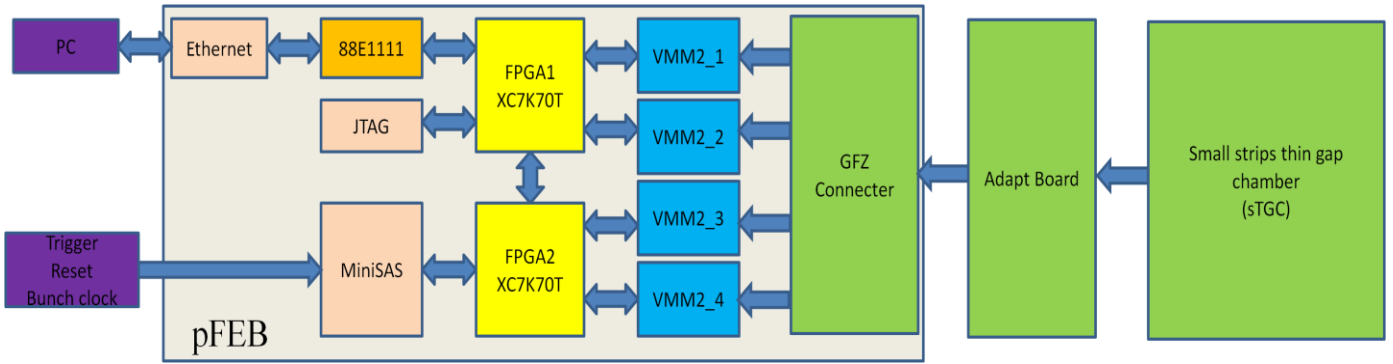 PC
Ethernet
88E1111
JTAG
FPGA1
XC7K70T
VMM2_1
VMM2_2
GFZ
Connecter
Adapt Board
Small strips thin gap
chamber
(sTGC)
Trigger
Reset
Bunch clock
MiniSAS
FPGA2
XC7K70T
VMM2_3
VMM2_4
pFEB